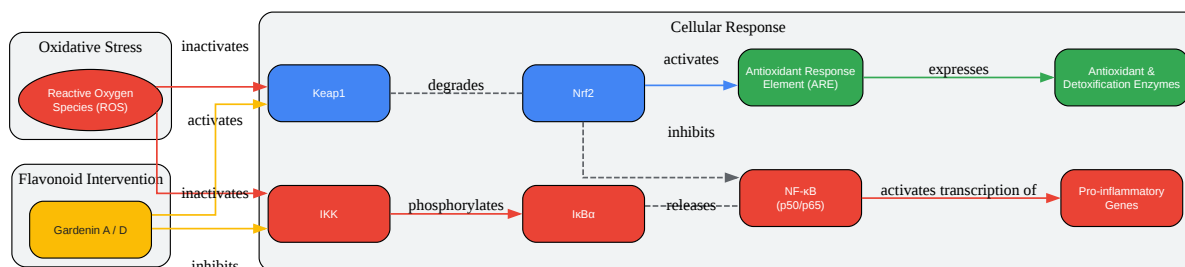 Cellular Response
Oxidative Stress
inactivates
Reactive Oxygen
Species (ROS)
Keap1
degrades
Nrf2
activates
Antioxidant Response
Element (ARE)
expresses
Antioxidant &
Detoxification Enzymes
activates
inhibits
Flavonoid Intervention
inactivates
Gardenin A / D
IKK
phosphorylates
IκBα
releases
NF-κB
(p50/p65)
activates transcription of
Pro-inflammatory
Genes
inhibits